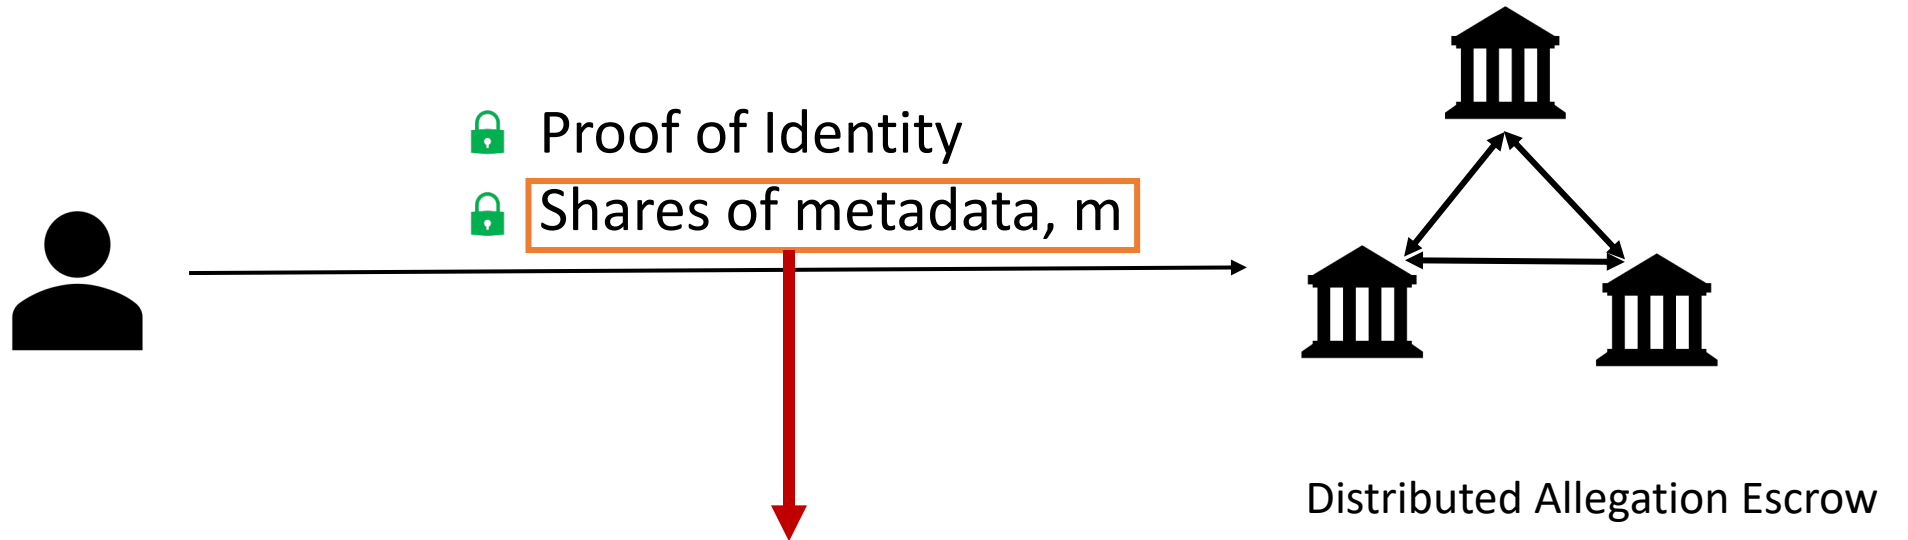 Proof of Identity
Shares of metadata, m
Distributed Allegation Escrow